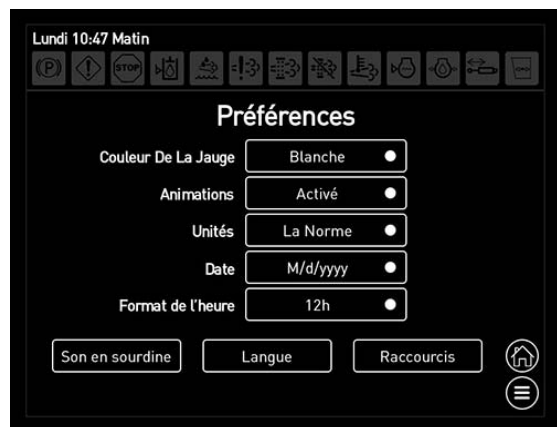 Lundi 10:47 Matin
(P) STOP
Préférences
Couleur De La Jauge Blanche
Animations Activé
Unités La Norme
Date M/d/yyyy
Format de l'heure 12h
Son en sourdine Langue Raccourcis